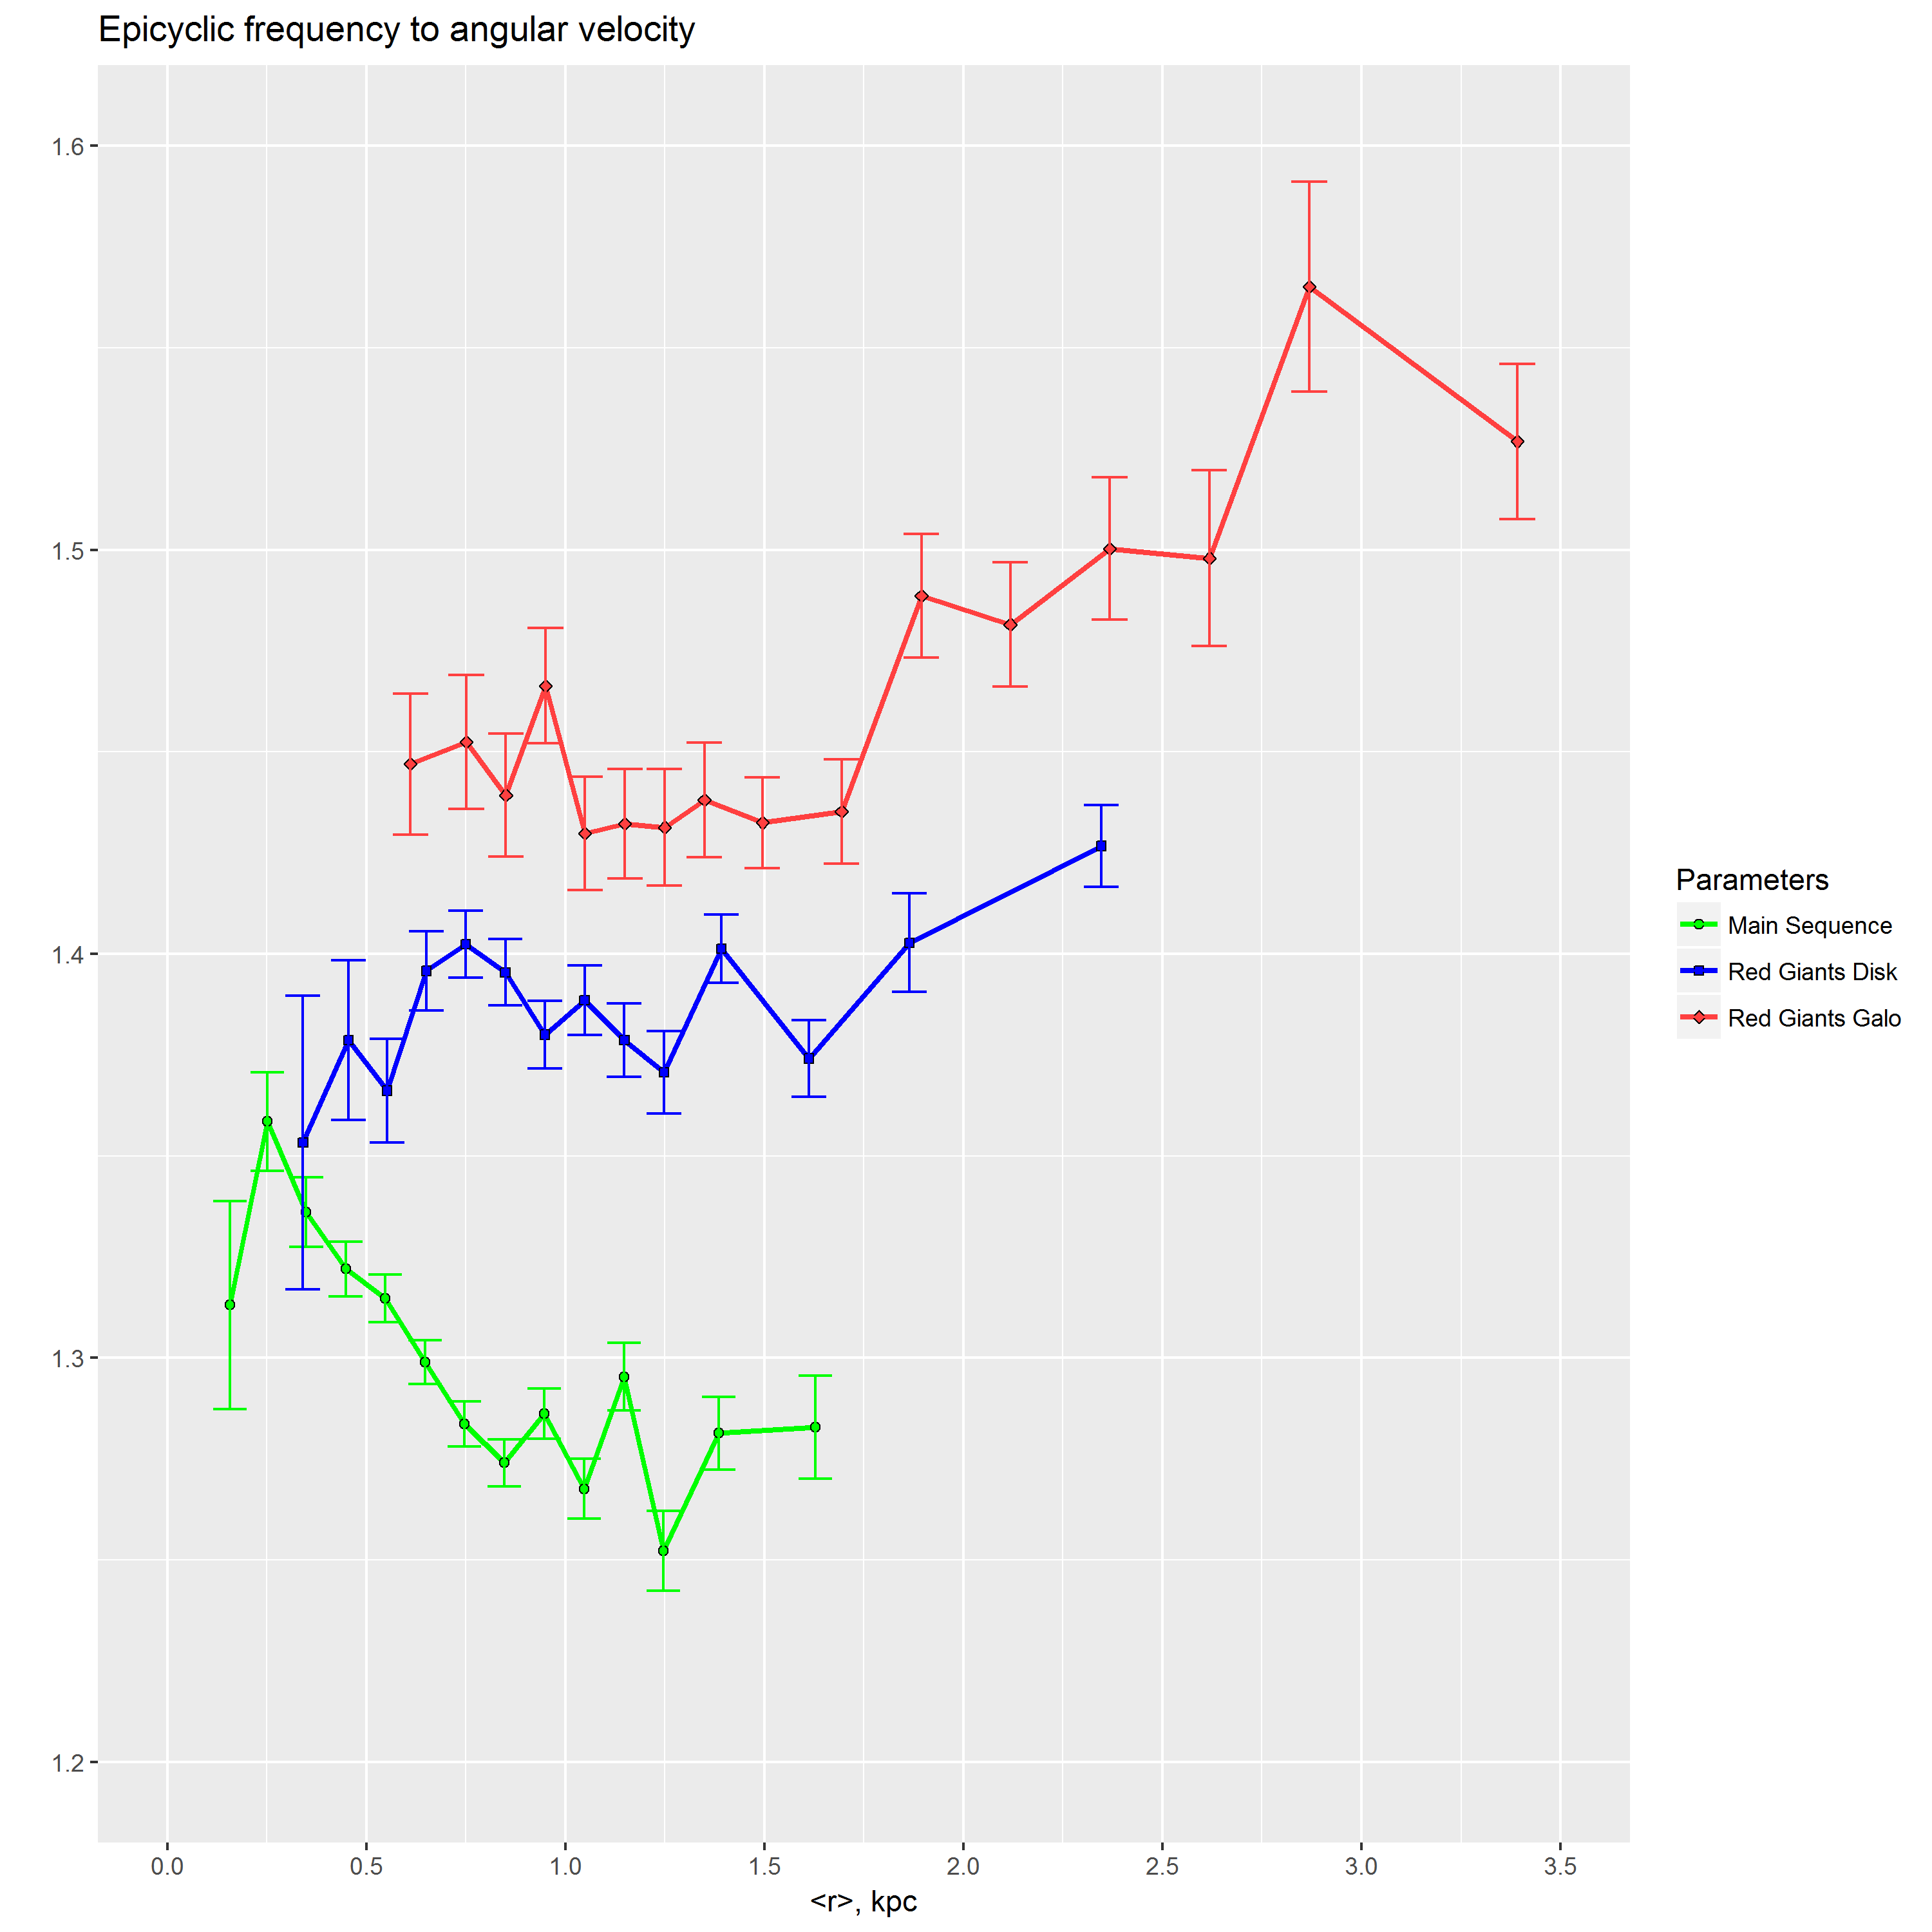 Epicyclic frequency to angular velocity
1.6
1.5
1.4
1.3
1.2
0.0 0.5 1.0 1.5 2.0 2.5 3.0 3.5
<r>, kpc
Parameters
Main Sequence
Red Giants Disk
Red Giants Galo